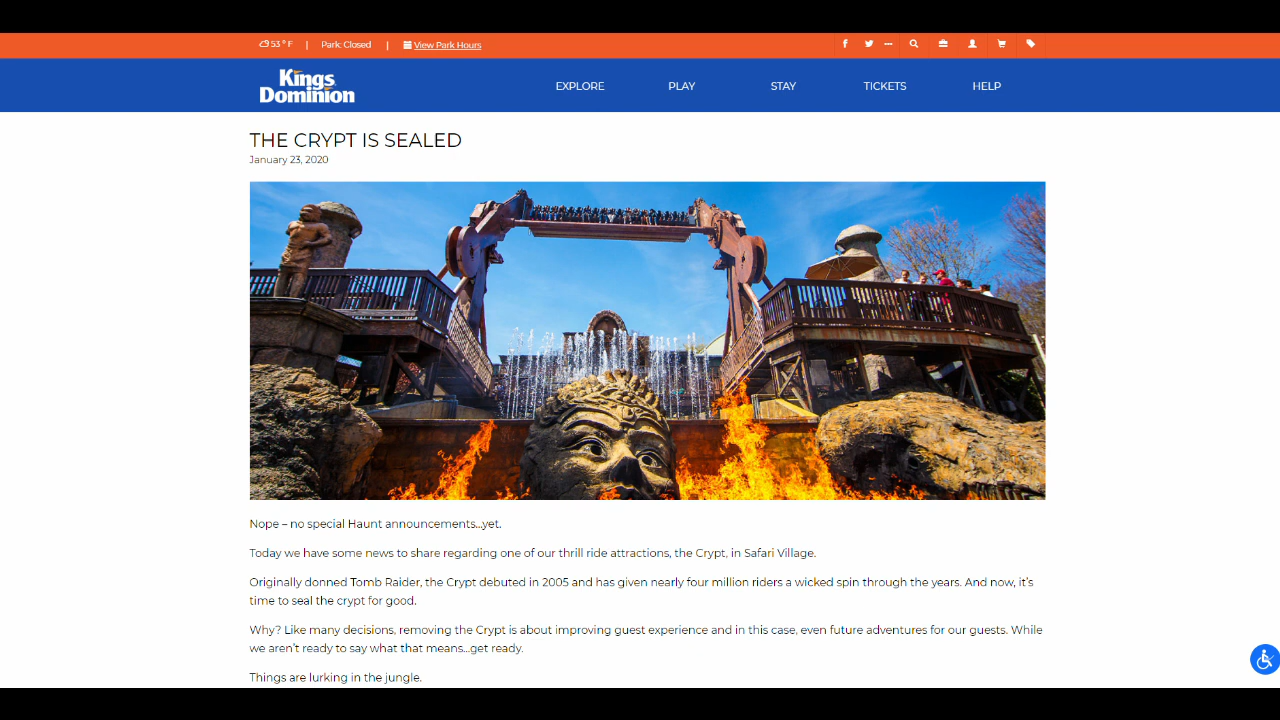 53 ° F | Park: Closed | View Park Hours
Kings
Dominion
EXPLORE PLAY STAY TICKETS HELP
THE CRYPT IS SEALED
January 23, 2020
Nope – no special Haunt announcements...yet.
Today we have some news to share regarding one of our thrill ride attractions, the Crypt, in Safari Village.
Originally donned Tomb Raider, the Crypt debuted in 2005 and has given nearly four million riders a wicked spin through the years. And now, it's
time to seal the crypt for good.
Why? Like many decisions, removing the Crypt is about improving guest experience and in this case, even future adventures for our guests. While
we aren't ready to say what that means...get ready.
Things are lurking in the jungle.